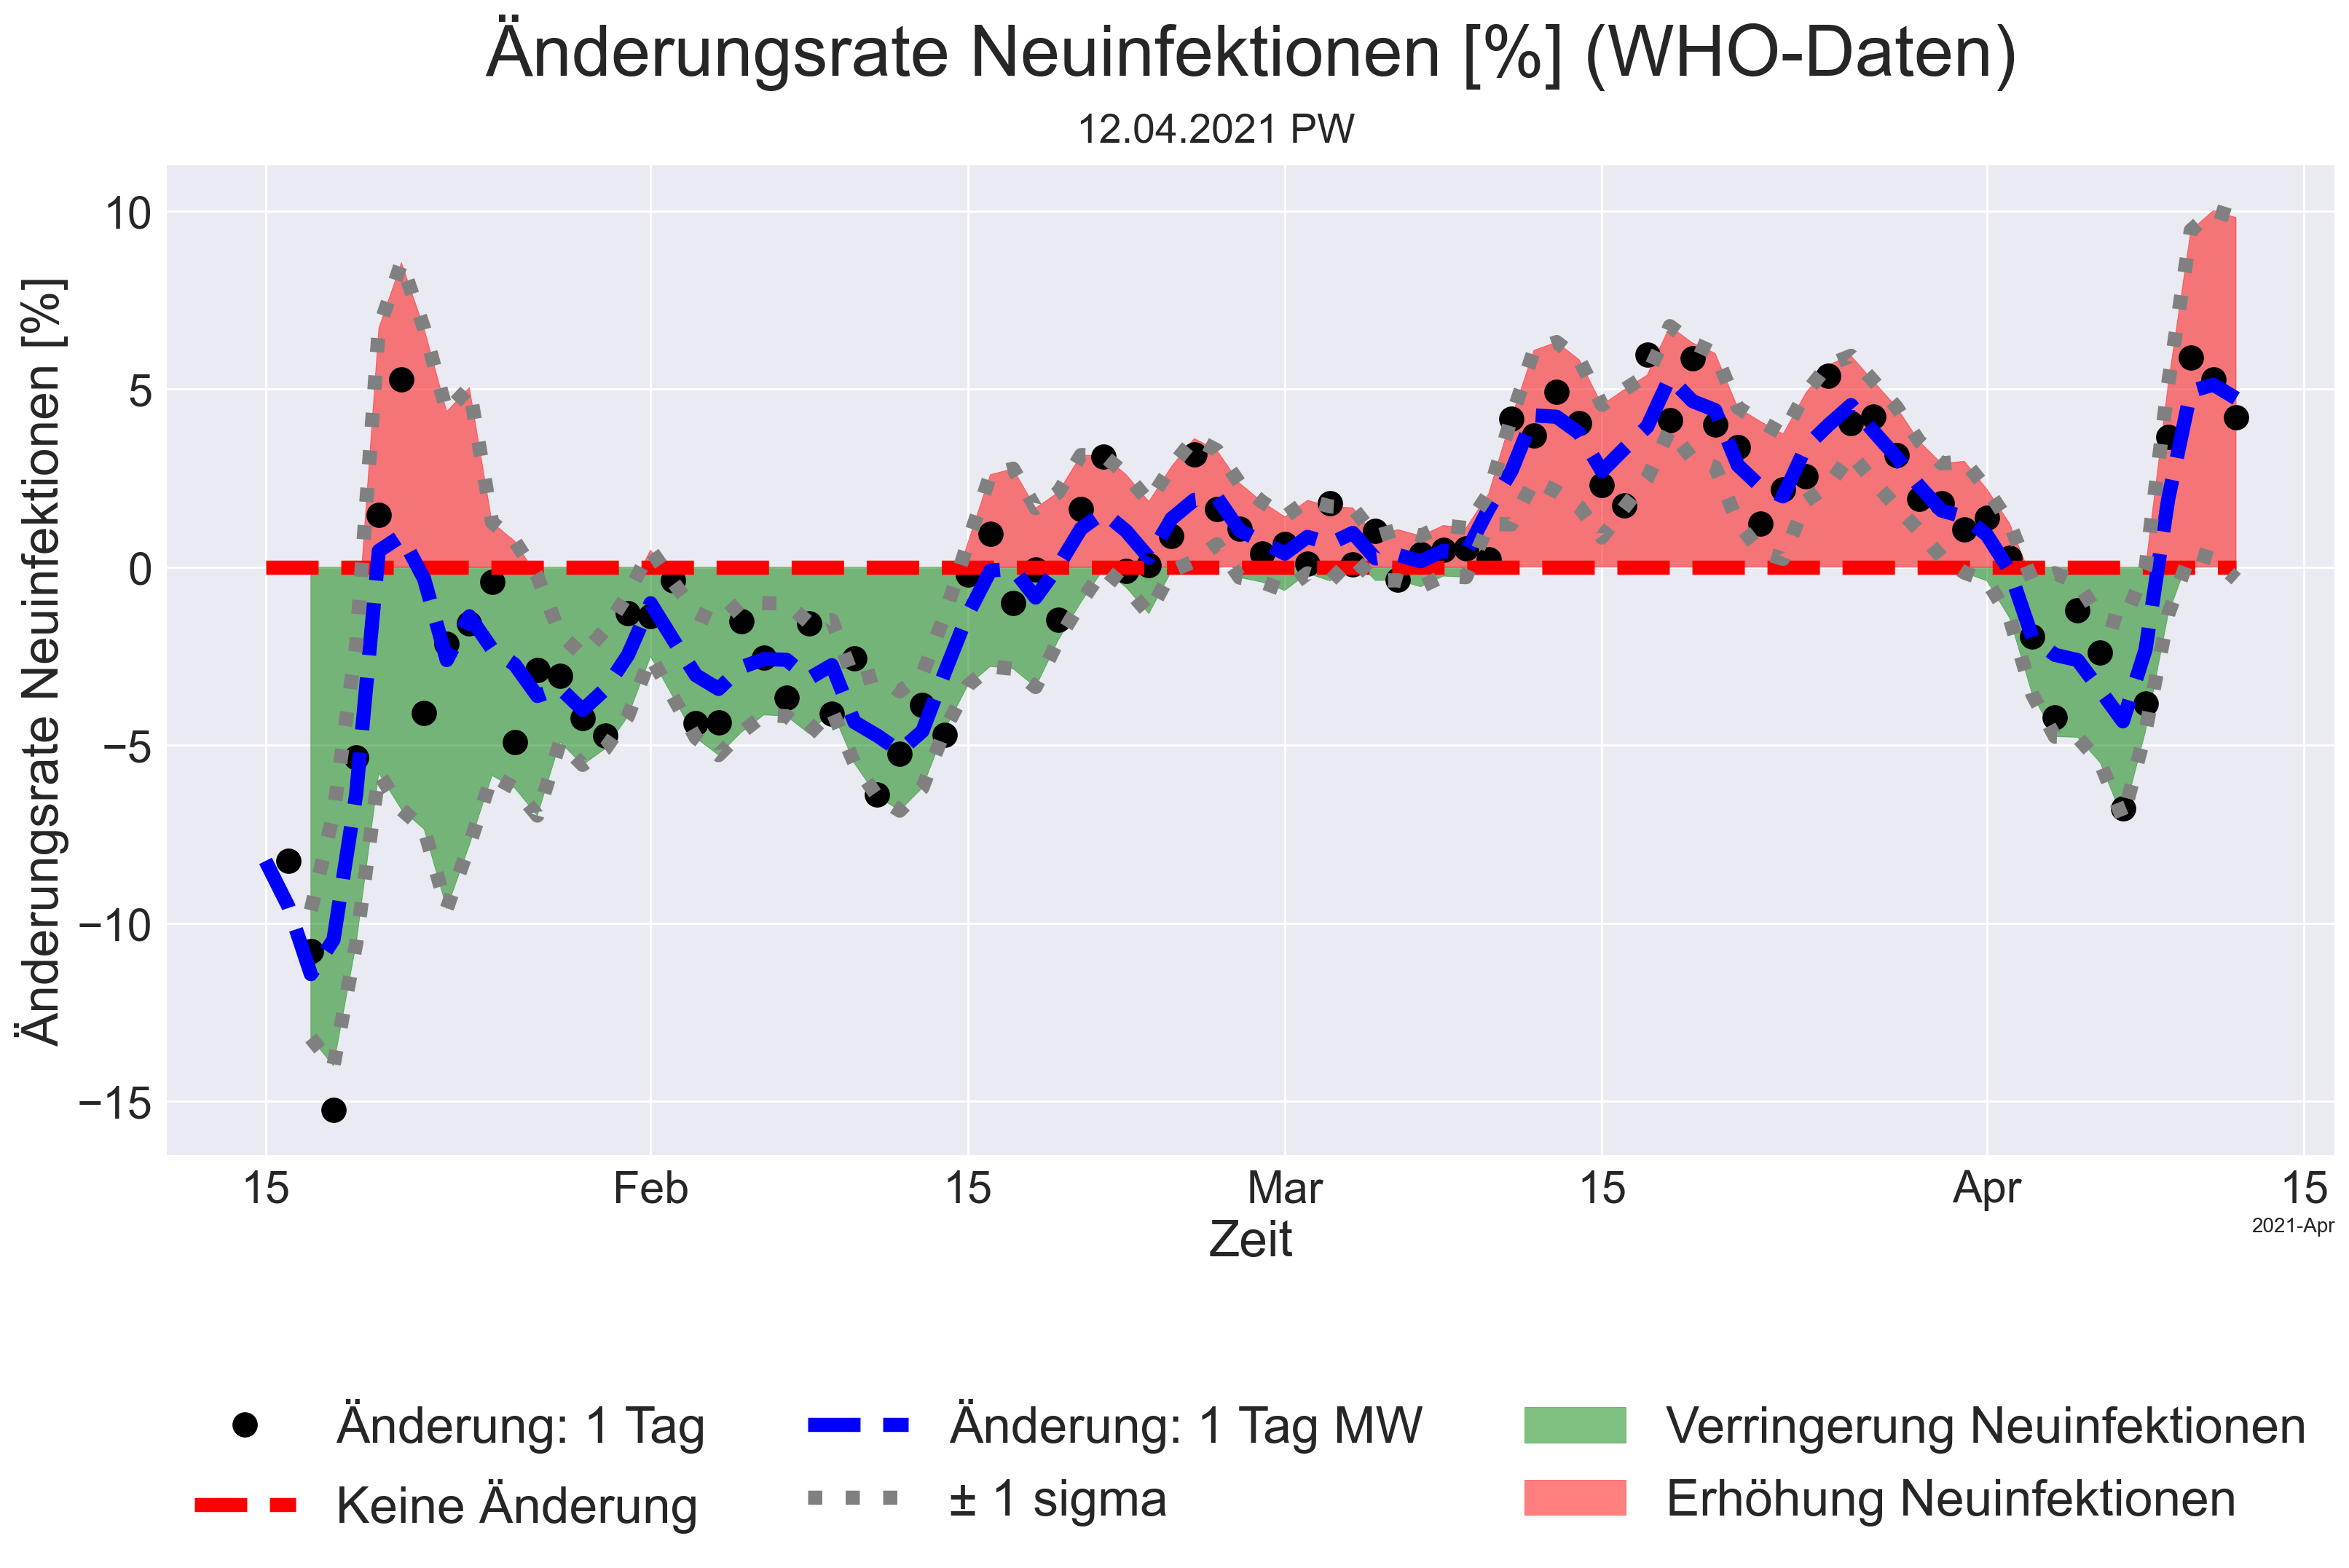 Änderungsrate Neuinfektionen [%] (WHO-Daten)
12.04.2021 PW
Änderungsrate Neuinfektionen [%]
10
5
0
−5
−10
−15
15
Feb
15
Mar
15
Apr
15
Zeit
2021-Apr
Änderung: 1 Tag
Keine Änderung
Änderung: 1 Tag MW
± 1 sigma
Verringerung Neuinfektionen
Erhöhung Neuinfektionen